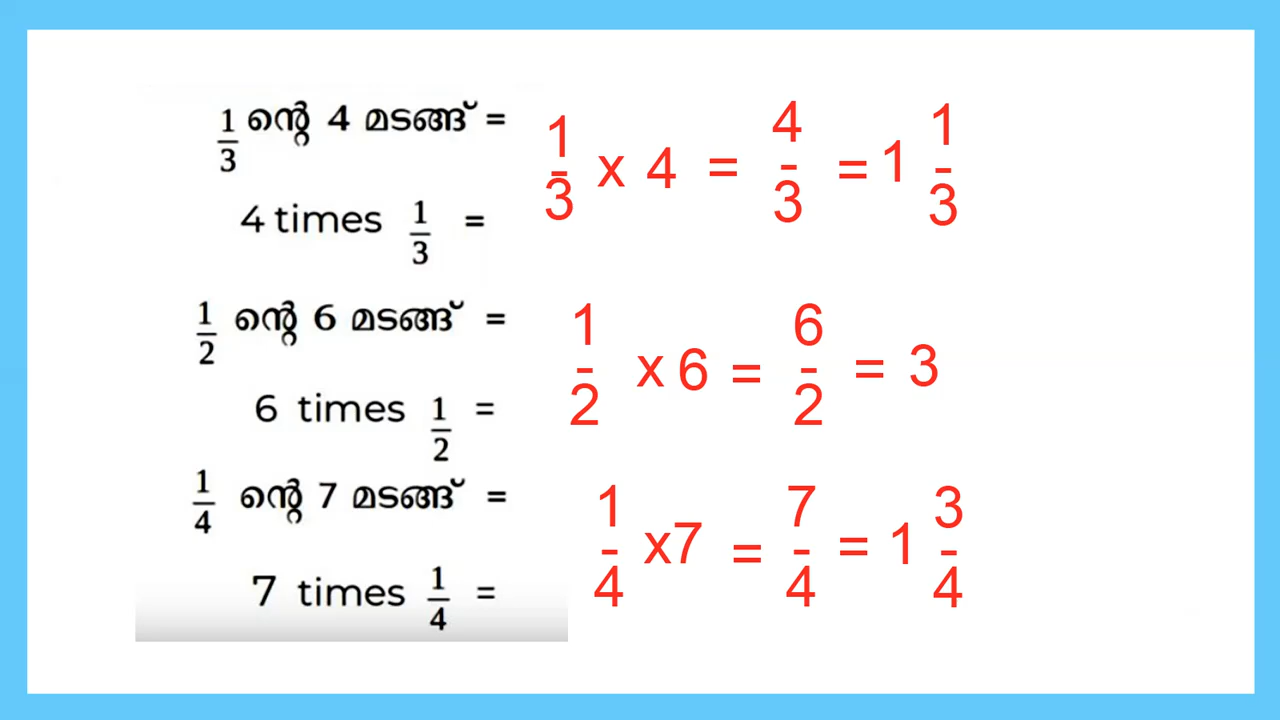 1/3 ന്റെ 4 മടങ്ങ് = 1/3 x 4 = 4/3 = 1 1/3
4 times 1/3 =
1/2 ന്റെ 6 മടങ്ങ് = 1/2 x 6 = 6/2 = 3
6 times 1/2 =
1/4 ന്റെ 7 മടങ്ങ് = 1/4 x7 = 7/4 = 1 3/4
7 times 1/4 =